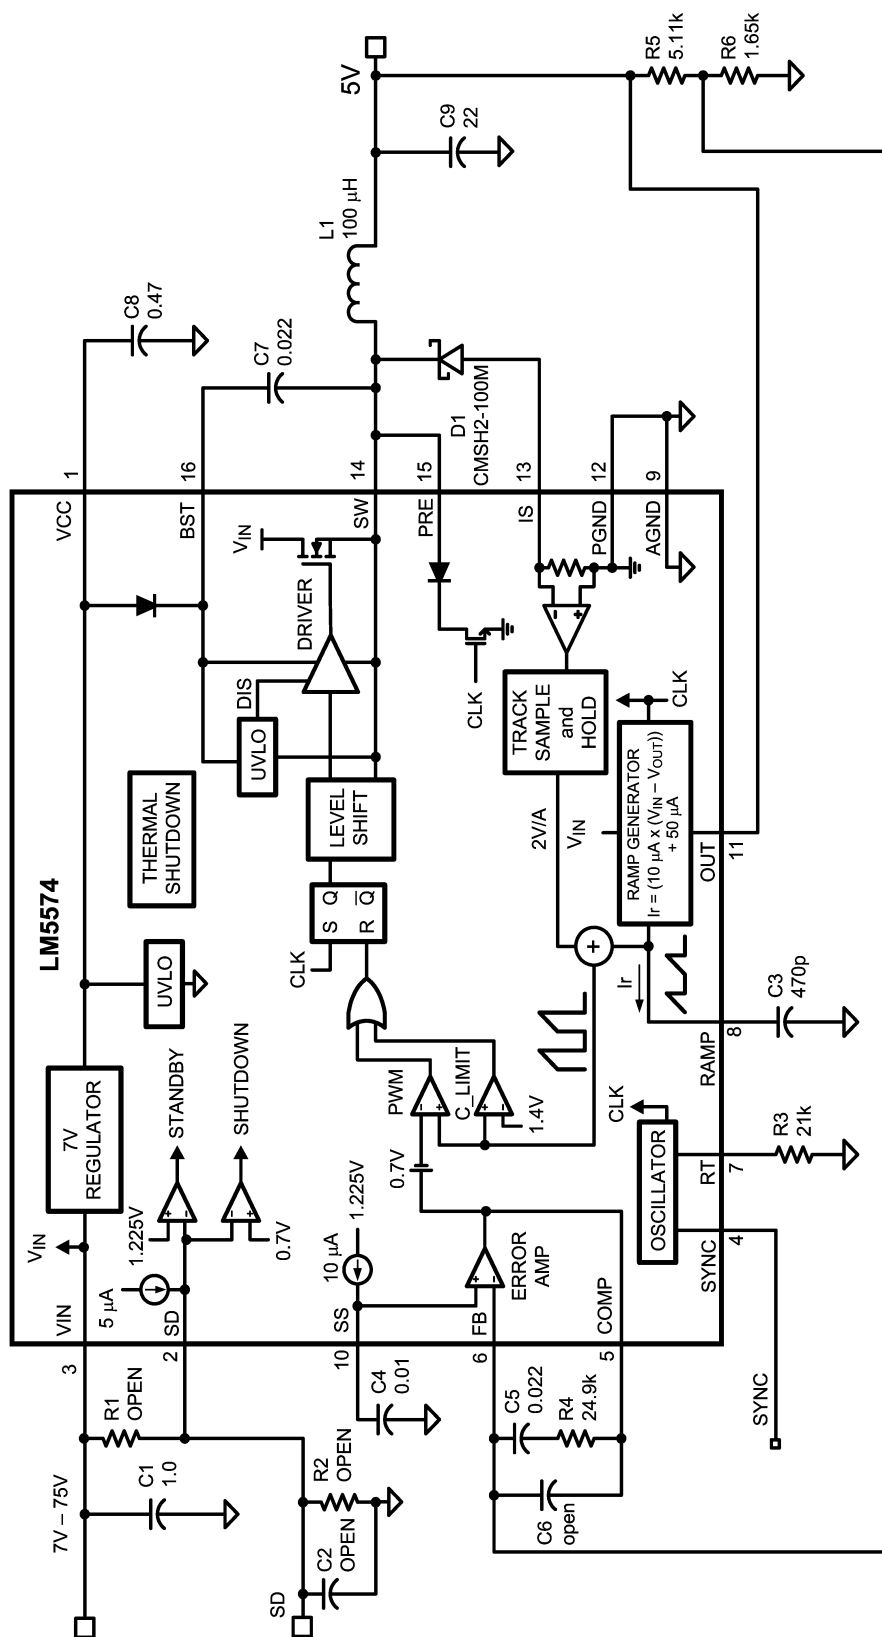 LM5574
7V – 75V
C1
1.0
R1
OPEN
VIN
3
VIN
7V
REGULATOR
UVLO
THERMAL
SHUTDOWN
VCC
1
C8
0.47
SD
C2
OPEN
R2
OPEN
2
SD
5 µA
1.225V
STANDBY
0.7V
SHUTDOWN
UVLO
DIS
BST
16
C7
0.022
VIN
DRIVER
LEVEL
SHIFT
CLK
S Q
R Q
SW
14
L1
100 µH
5V
C9
22
C4
0.01
10
SS
10 µA
1.225V
PRE
15
CLK
D1
CMSH2-100M
0.7V
PWM
C_LIMIT
1.4V
ERROR
AMP
FB
6
COMP
5
C5
0.022
R4
24.9k
C6
open
IS
13
PGND
12
AGND
9
TRACK
SAMPLE
and
HOLD
2V/A
VIN
+
CLK
RAMP GENERATOR
Ir = (10 µA x (VIN – VOUT))
+ 50 µA
Ir
OUT
11
RAMP
8
C3
470p
CLK
OSCILLATOR
SYNC
4
RT
7
R3
21k
SYNC
R5
5.11k
R6
1.65k